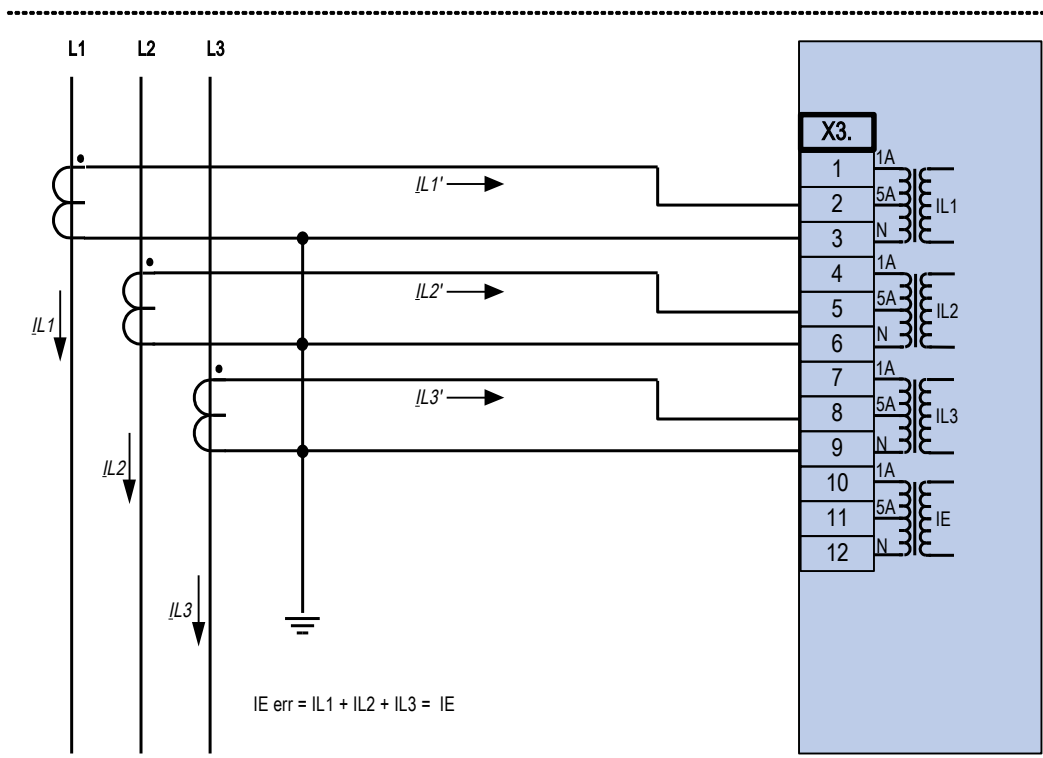 L1 L2 L3
X3.
1 1A
IL1'
2 5A IL1
3 N
4 1A
IL2'
5 5A IL2
IL1
6 N
7 1A
IL3'
8 5A IL3
9 N
IL2
10 1A
11 5A IE
12 N
IL3
IE err = IL1 + IL2 + IL3 = IE